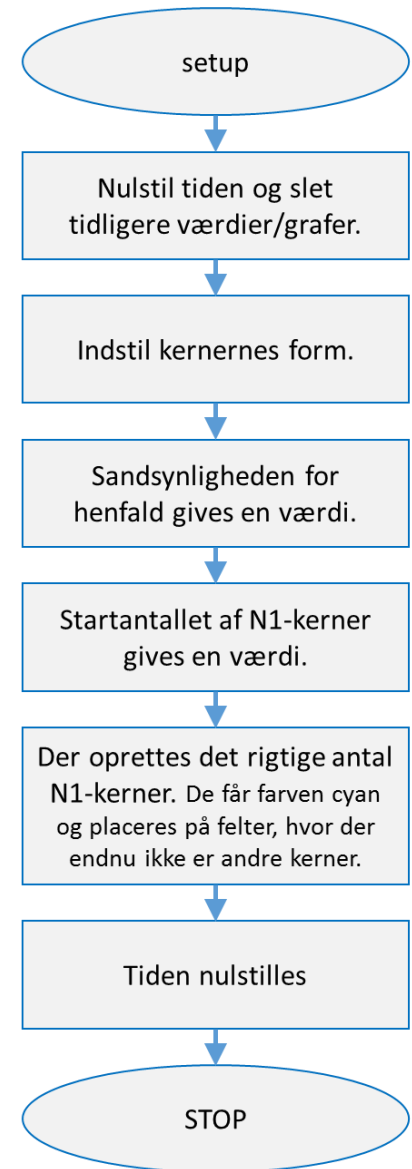 setup
Nulstil tiden og slet
tidligere værdier/grafer.
Indstil kernernes form.
Sandsynligheden for
henfald gives en værdi.
Startantallet af N1-kerner
gives en værdi.
Der oprettes det rigtige antal
N1-kerner. De får farven cyan
og placeres på felter, hvor der
endnu ikke er andre kerner.
Tiden nulstilles
STOP